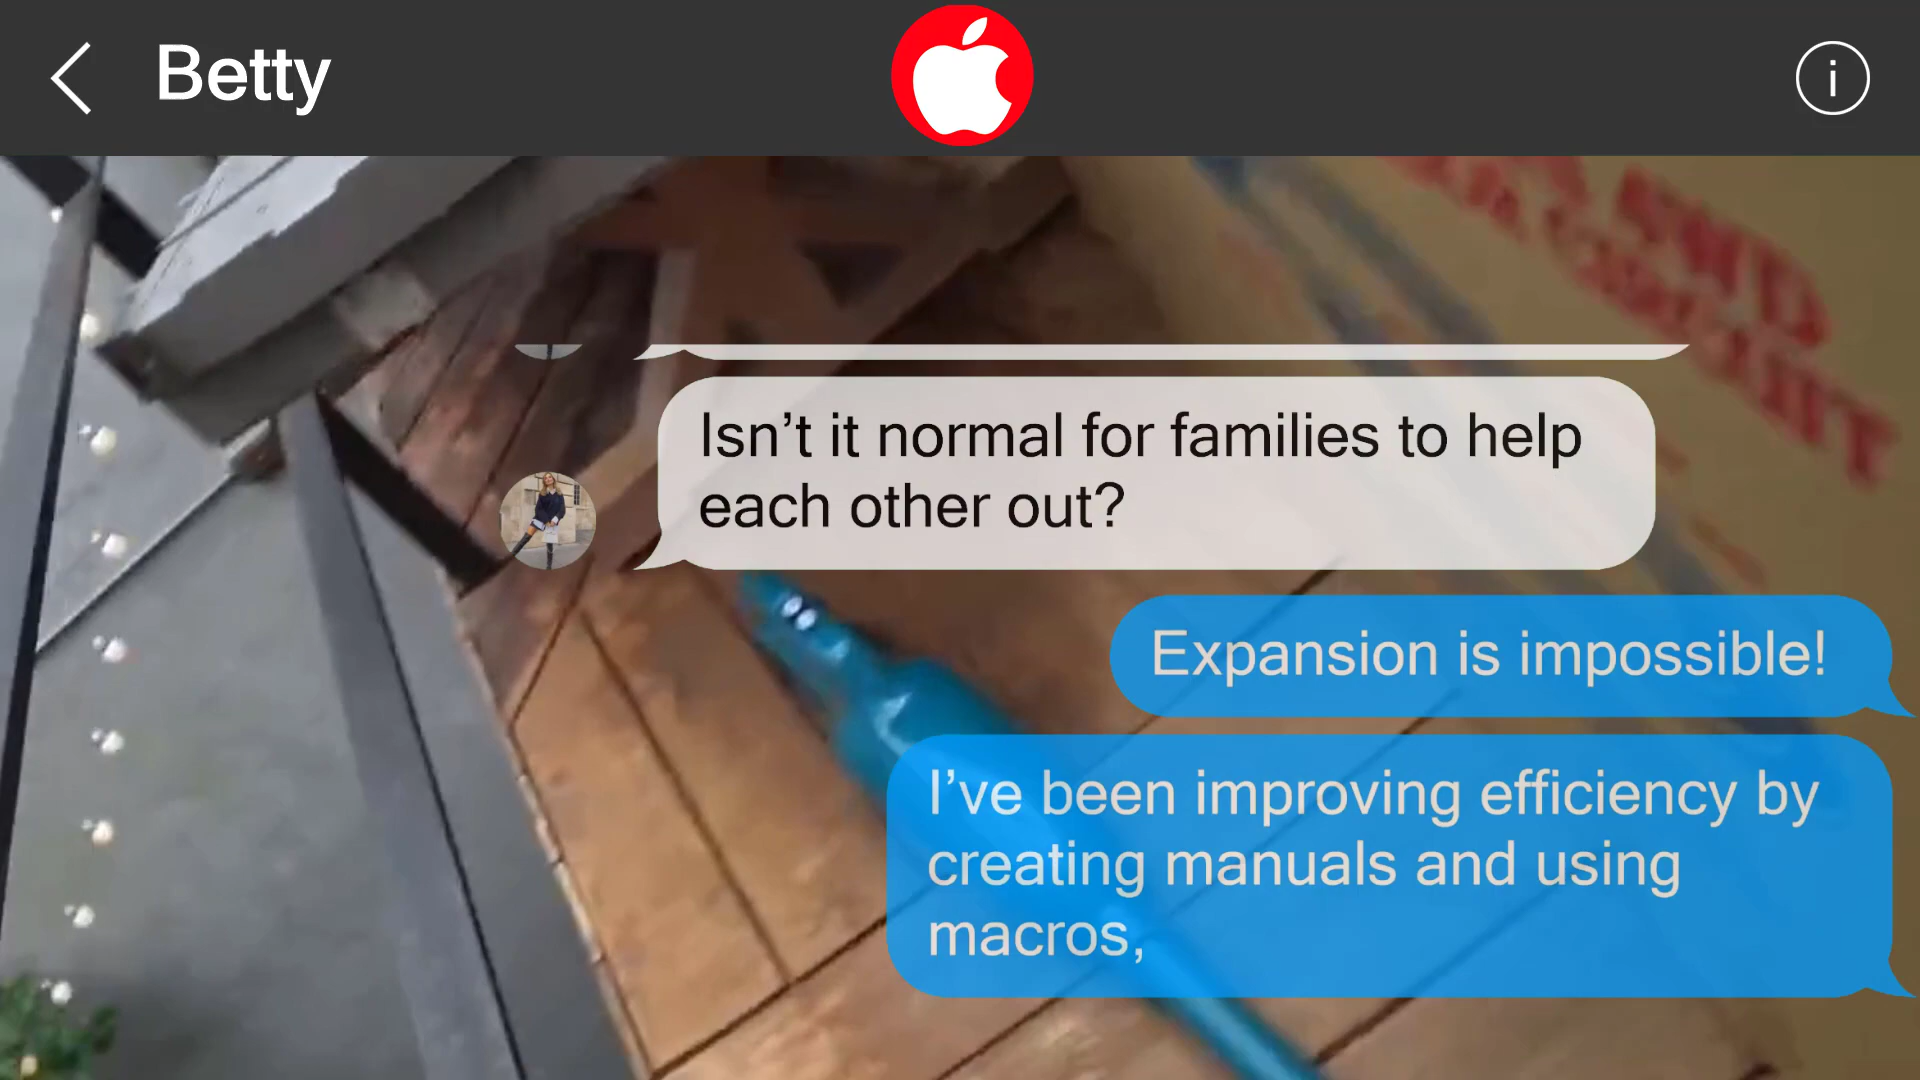 Betty
Isn’t it normal for families to help
each other out?
Expansion is impossible!
I’ve been improving efficiency by
creating manuals and using
macros,